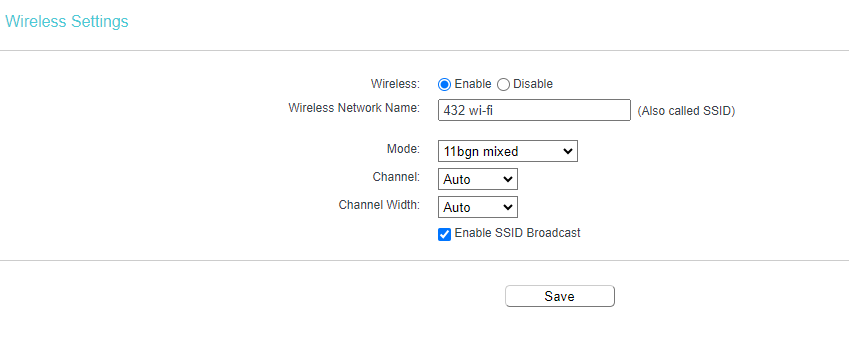 Wireless Settings
Wireless: Enable Disable
Wireless Network Name: 432 wi-fi (Also called SSID)
Mode: 11bgn mixed
Channel: Auto
Channel Width: Auto
Enable SSID Broadcast
Save